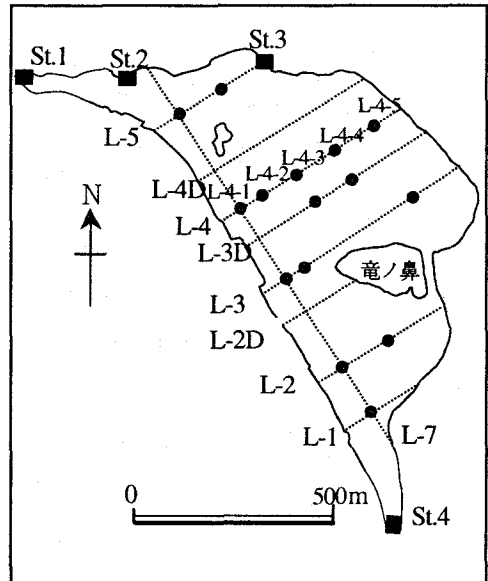 St.1
St.2
St.3
L-5
L-4-5
L-4-4
L-4-3
L-4-2
L-4-1
L-4D
L-4
L-3D
N
L-3
竜ノ鼻
L-2D
L-2
L-1
L-7
0
500m
St.4